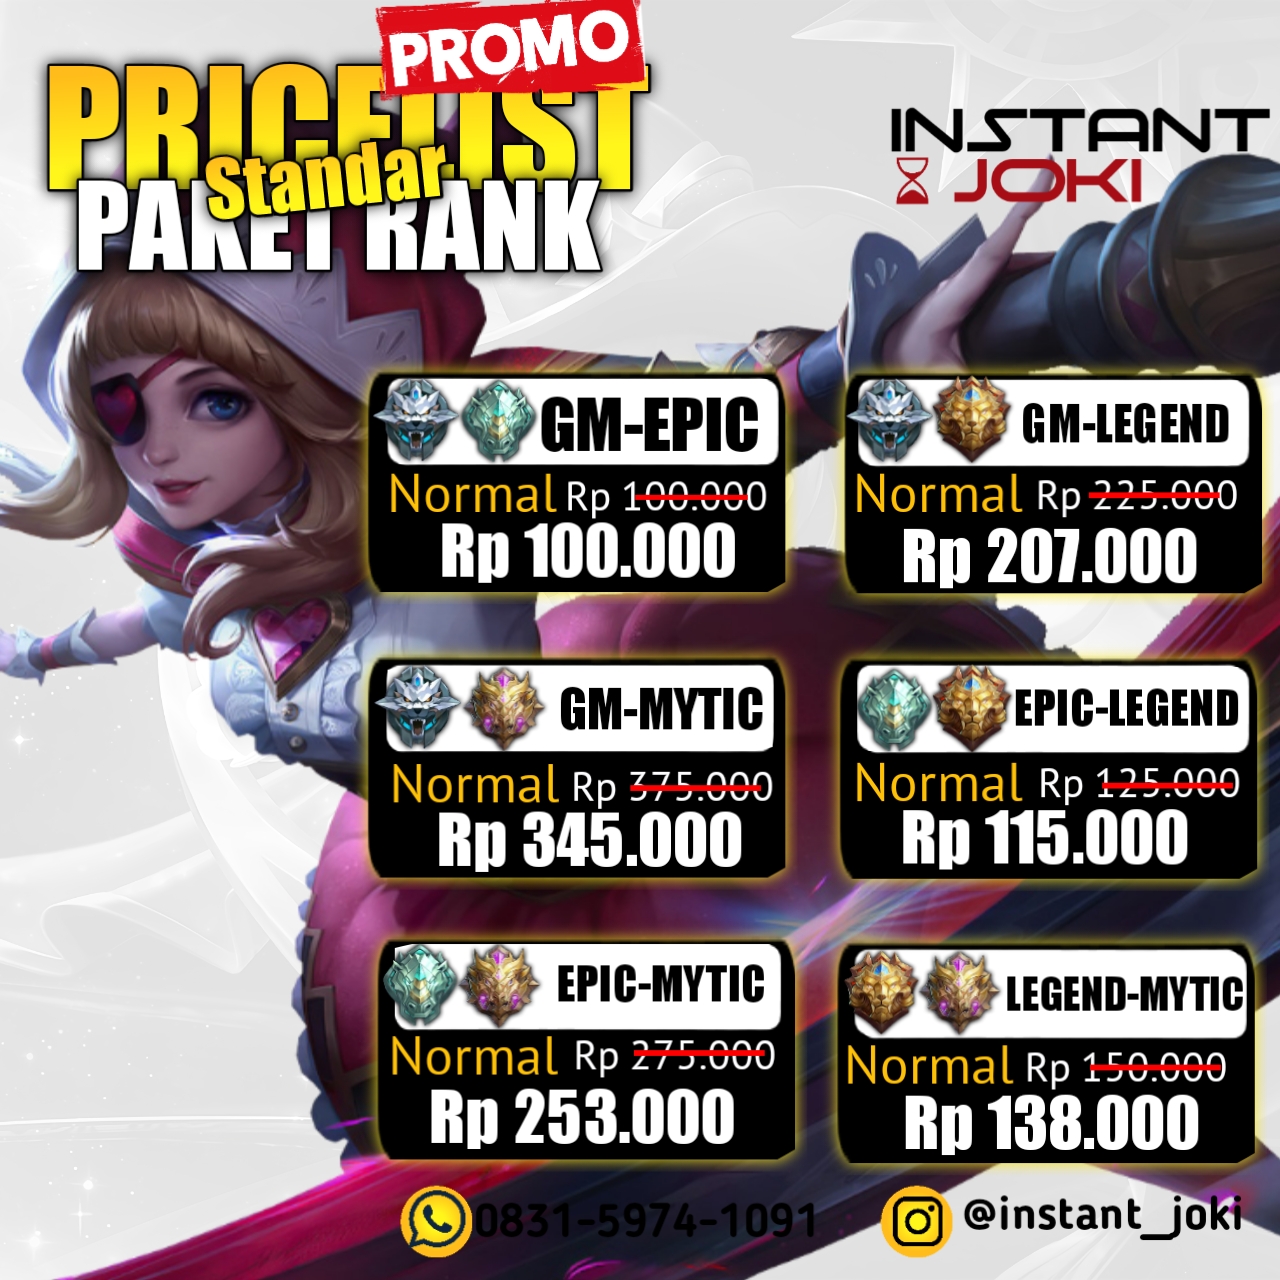 PROMO
PRICELIST
Standar
PAKET RANK
INSTANT
JOKI
GM-EPIC
Normal Rp 100.000
Rp 100.000
GM-LEGEND
Normal Rp 225.000
Rp 207.000
GM-MYTIC
Normal Rp 375.000
Rp 345.000
EPIC-LEGEND
Normal Rp 125.000
Rp 115.000
EPIC-MYTIC
Normal Rp 275.000
Rp 253.000
LEGEND-MYTIC
Normal Rp 150.000
Rp 138.000
0831-5974-1091
@instant_joki